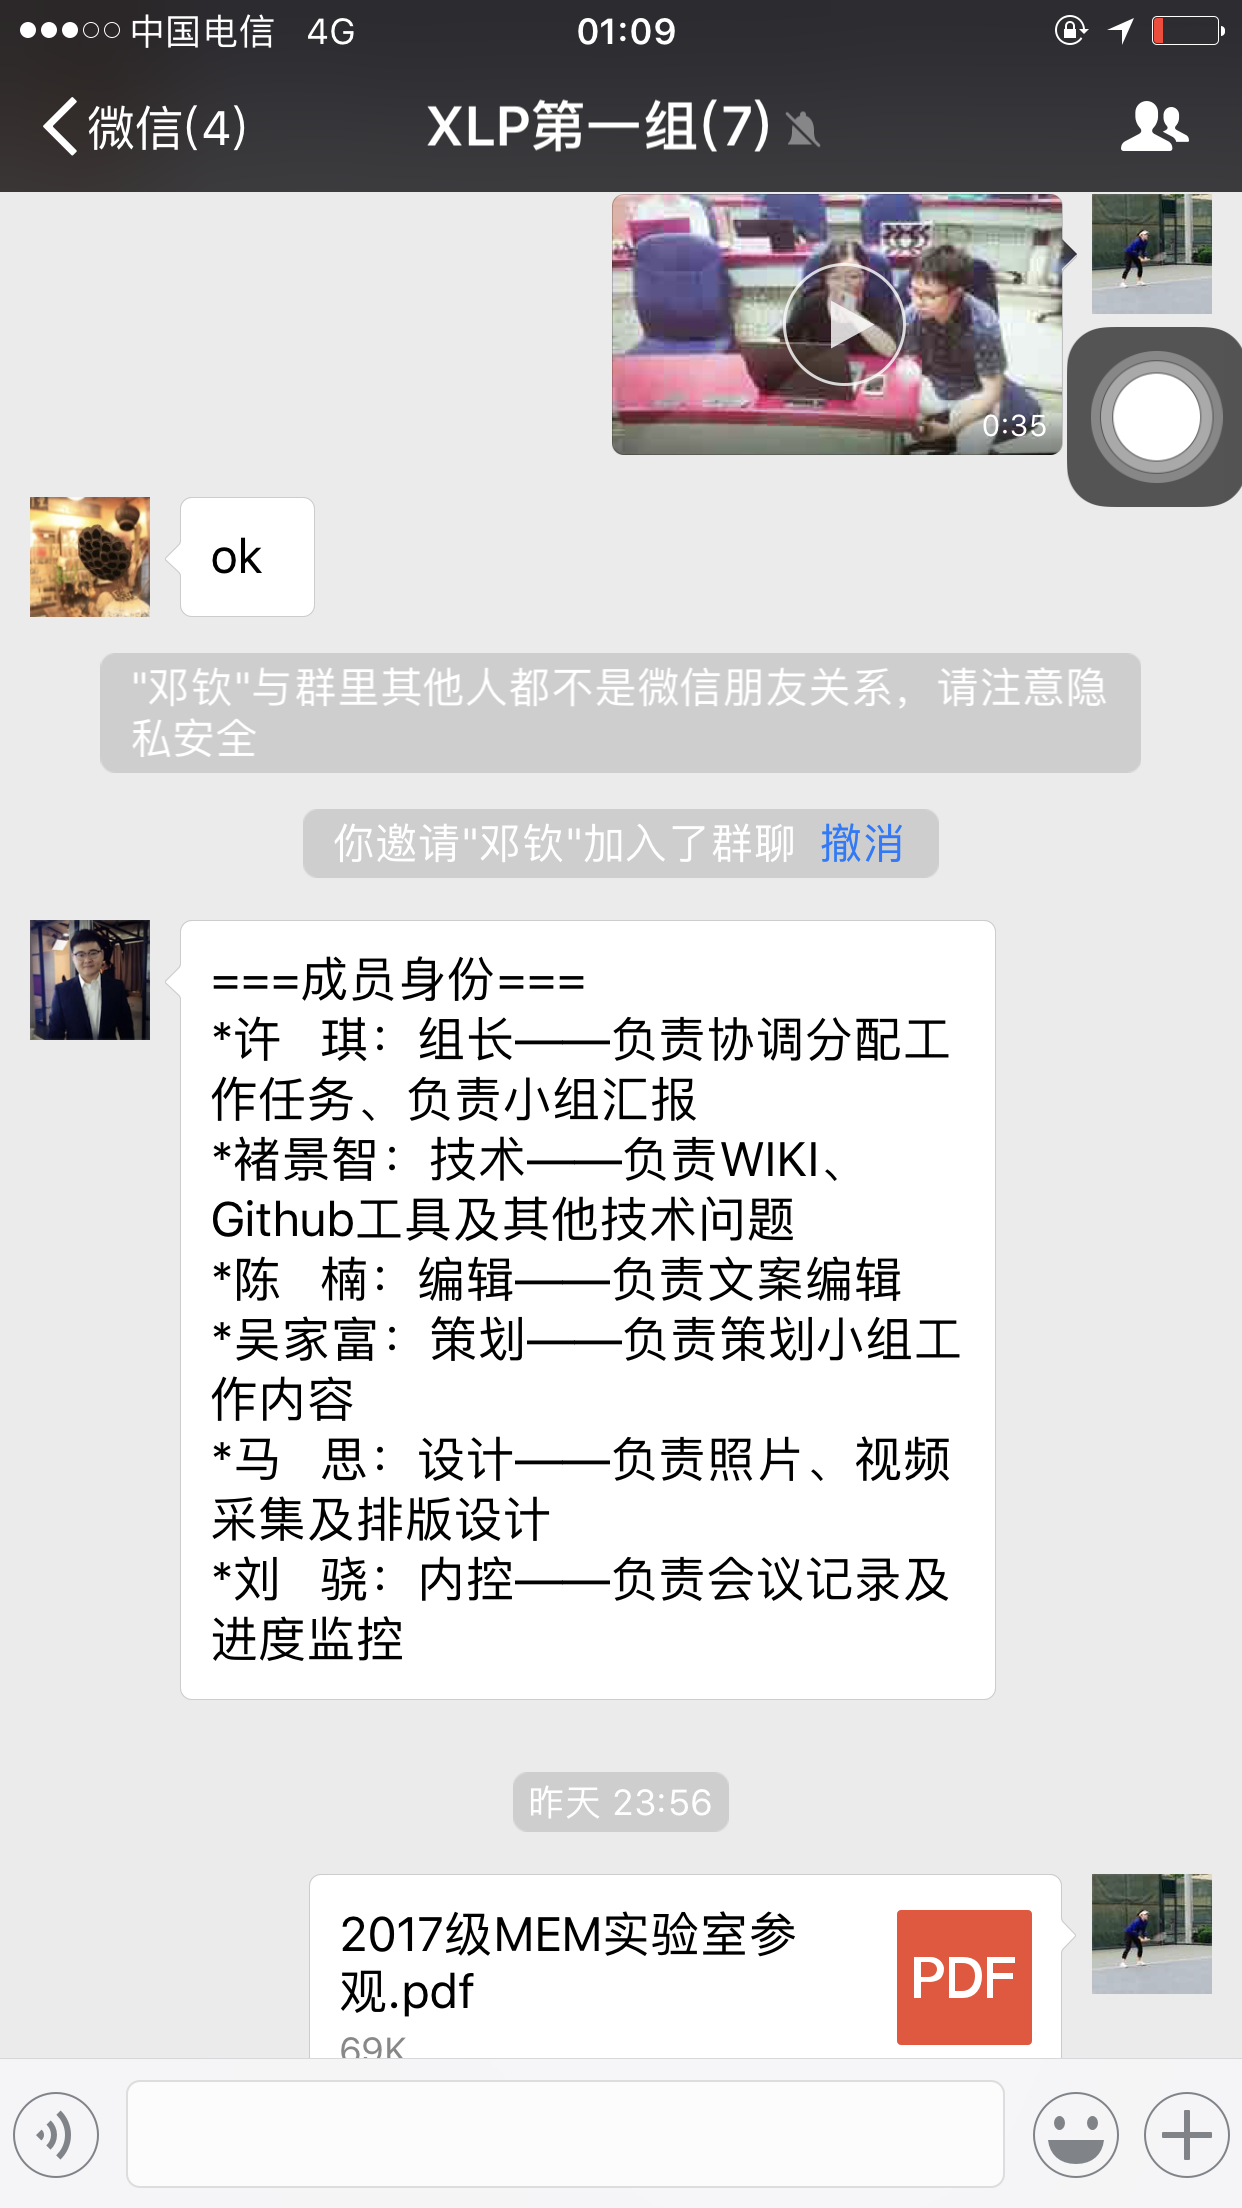 中国电信 4G 01:09
微信(4) XLP第一组(7)
0:35
ok
"邓钦"与群里其他人都不是微信朋友关系，请注意隐
私安全
你邀请"邓钦"加入了群聊 撤消
===成员身份===
*许 琪：组长——负责协调分配工
作任务、负责小组汇报
*褚景智：技术——负责WIKI、
Github工具及其他技术问题
*陈 楠：编辑——负责文案编辑
*吴家富：策划——负责策划小组工
作内容
*马 思：设计——负责照片、视频
采集及排版设计
*刘 骁：内控——负责会议记录及
进度监控
昨天 23:56
2017级MEM实验室参
观.pdf
PDF
69K